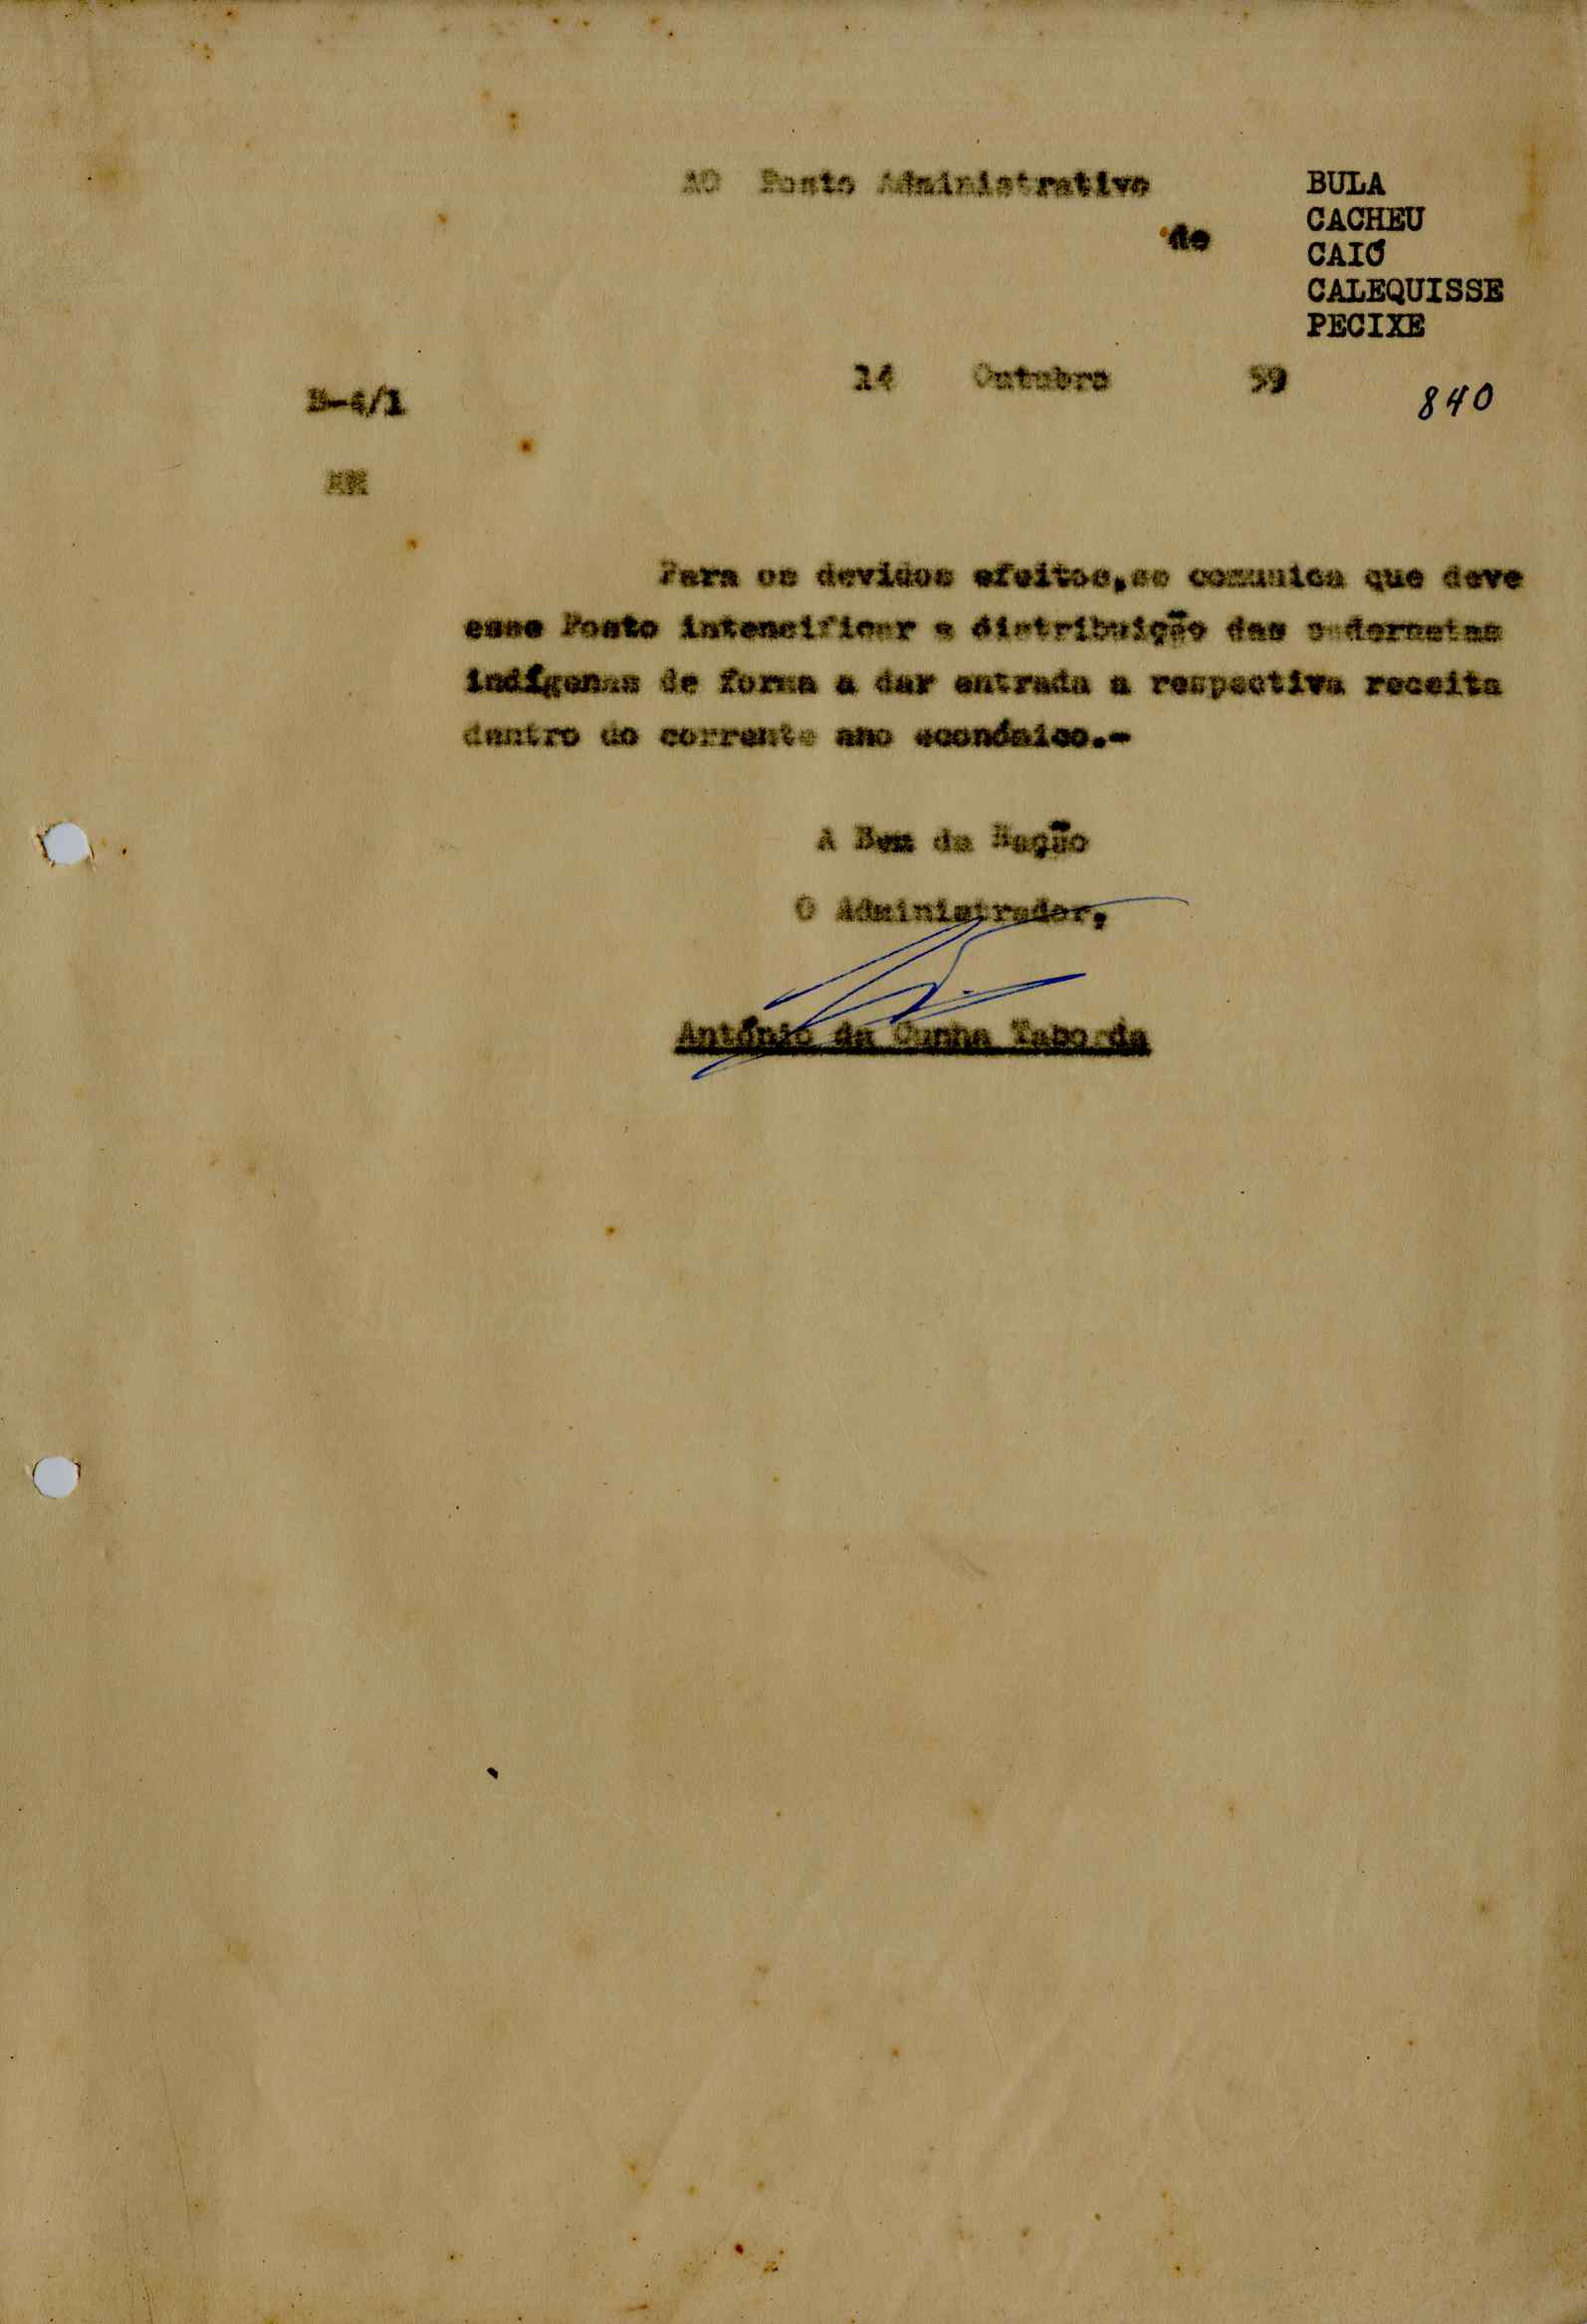 AO Posto Administrativo
de
BULA
CACHEU
CAIÓ
CALEQUISSE
PECIXE
14 Outubro 59
840
B-4/1
Para os devidos efeitos,se comunica que deve
esse Posto intensificar a distribuição das cadernetas
indígenas de forma a dar entrada a respectiva receita
dentro do corrente ano económico.-
A Bem da Nação
O Administrador,
António da Cunha Taborda